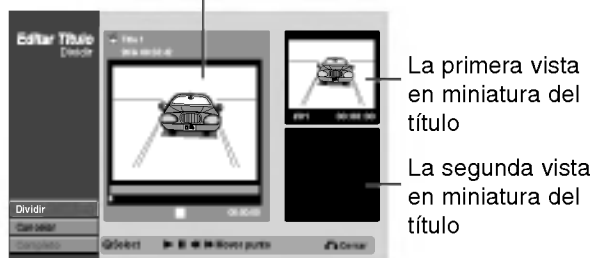 Editar Título
Dividir
Title 1
La primera vista
en miniatura del
título
La segunda vista
en miniatura del
título
Dividir
Cancelar
Completo
Select
Mover punto
Cerrar